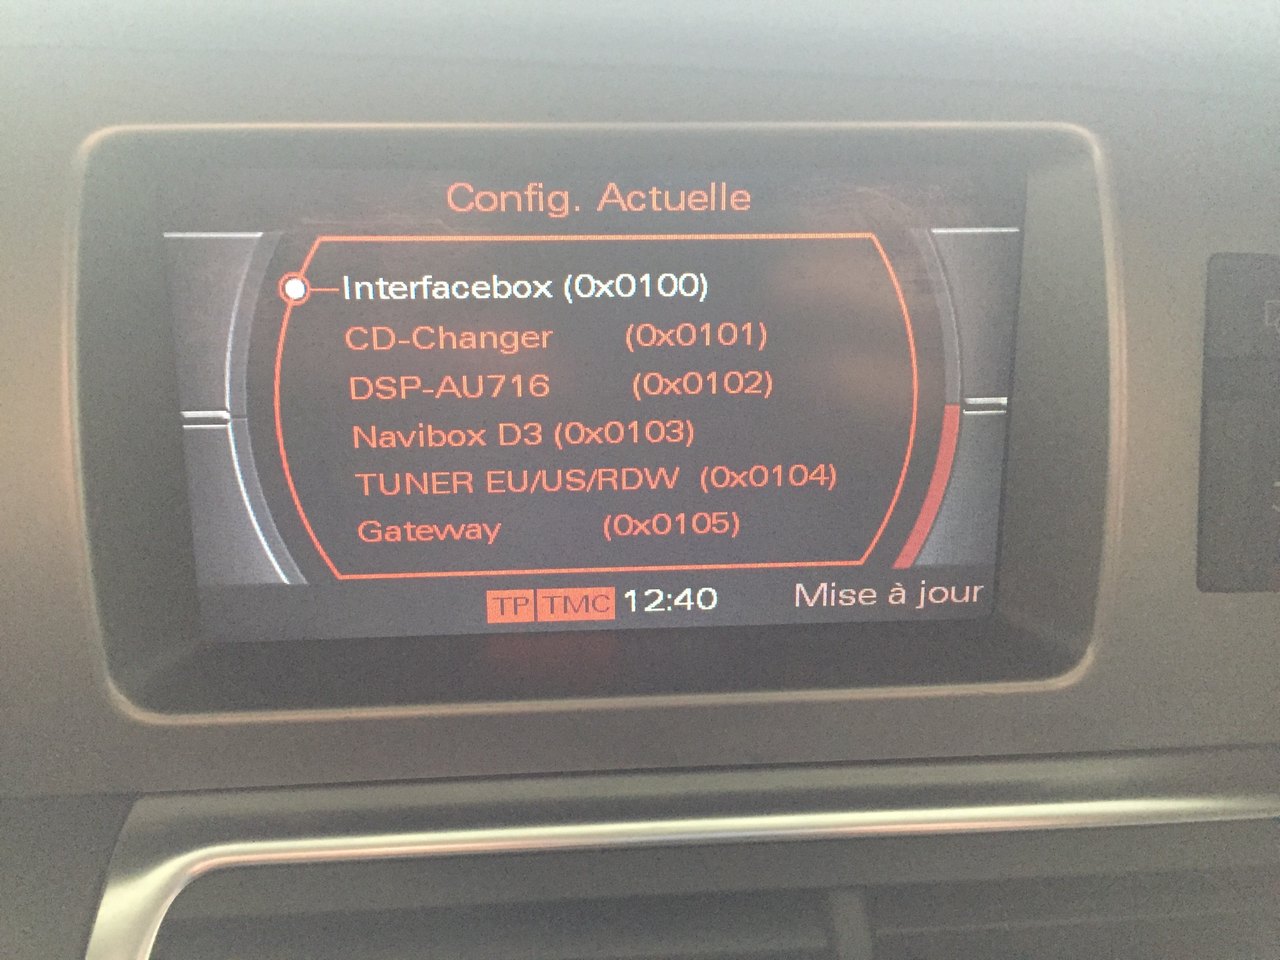 Config. Actuelle
Interfacebox (0x0100)
CD-Changer (0x0101)
DSP-AU716 (0x0102)
Navibox D3 (0x0103)
TUNER EU/US/RDW (0x0104)
Gateway (0x0105)
TP TMC 12:40 Mise à jour